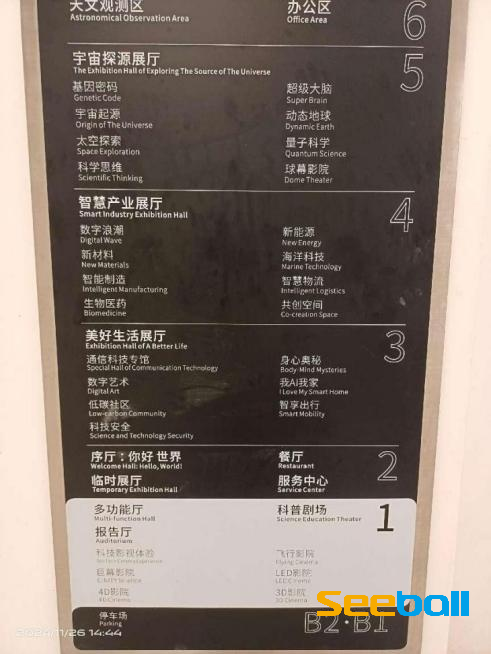 天文观测区 办公区 6
Astronomical Observation Area Office Area
宇宙探源展厅 5
The Exhibition Hall of Exploring The Source of The Universe
基因密码 超级大脑
Genetic Code Super Brain
宇宙起源 动态地球
Origin of The Universe Dynamic Earth
太空探索 量子科学
Space Exploration Quantum Science
科学思维 球幕影院
Scientific Thinking Dome Theater
智慧产业展厅 4
Smart Industry Exhibition Hall
数字浪潮 新能源
Digital Wave New Energy
新材料 海洋科技
New Materials Marine Technology
智能制造 智慧物流
Intelligent Manufacturing Intelligent Logistics
生物医药 共创空间
Biomedicine Co-creation Space
美好生活展厅 3
Exhibition Hall of A Better Life
通信科技专馆 身心奥秘
Special Hall of Communication Technology Body-Mind Mysteries
数字艺术 我AI我家
Digital Art I Love My Smart Home
低碳社区 智享出行
Low-carbon Community Smart Mobility
科技安全
Science and Technology Security
序厅：你好 世界 餐厅 2
Welcome Hall: Hello, World! Restaurant
临时展厅 服务中心
Temporary Exhibition Hall Service Center
多功能厅 科普剧场 1
Multi-function Hall Science Education Theater
报告厅
Auditorium
科技影视体验 飞行影院
Flying Cinema
巨幕影院 LED影院
LED Cinema
4D影院 3D影院
4D Cinema 3D Cinema
停车场 B2·B1
Parking
Seeball
2024/11/26 14:44